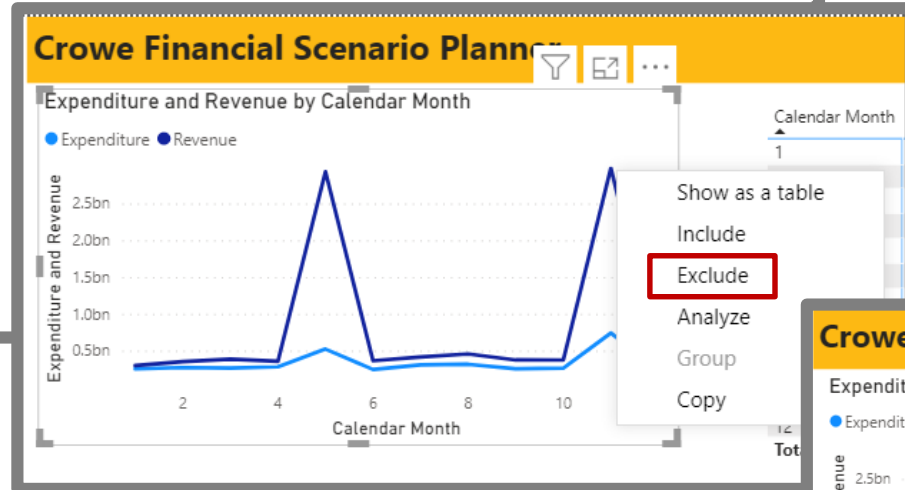 Crowe Financial Scenario Planner
Expenditure and Revenue by Calendar Month
Expenditure Revenue
Expenditure and Revenue
2.5bn
2.0bn
1.5bn
1.0bn
0.5bn
2 4 6 8 10
Calendar Month
Calendar Month
1
Show as a table
Include
Exclude
Analyze
Group
Copy
12
Tot
Crowe
Expendit
Expendit
2.5bn
enue